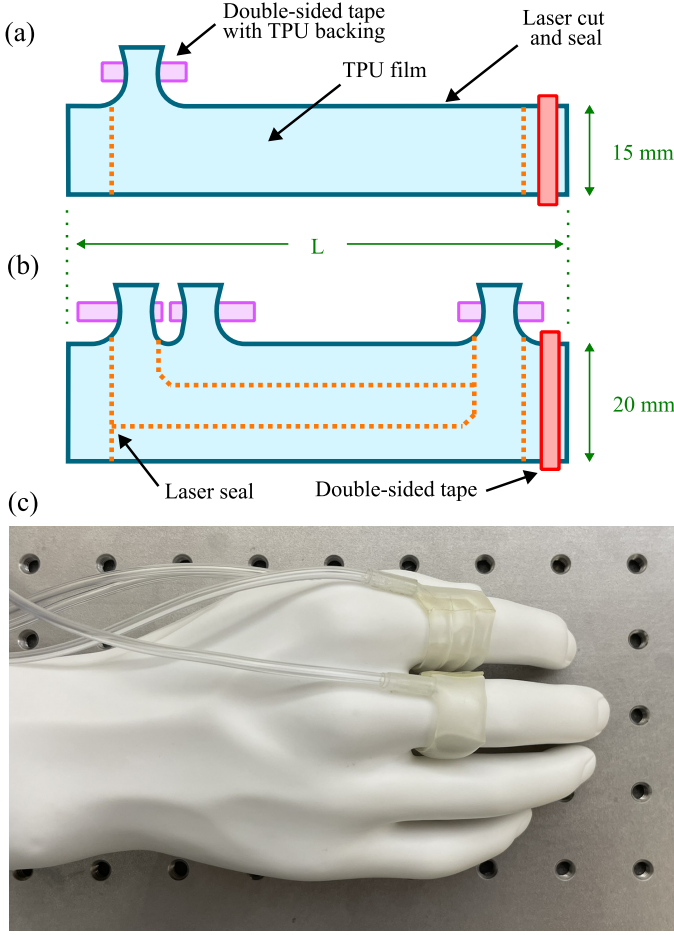 (a)
Double-sided tape
with TPU backing
Laser cut
and seal
TPU film
15 mm
L
(b)
20 mm
Laser seal
Double-sided tape
(c)